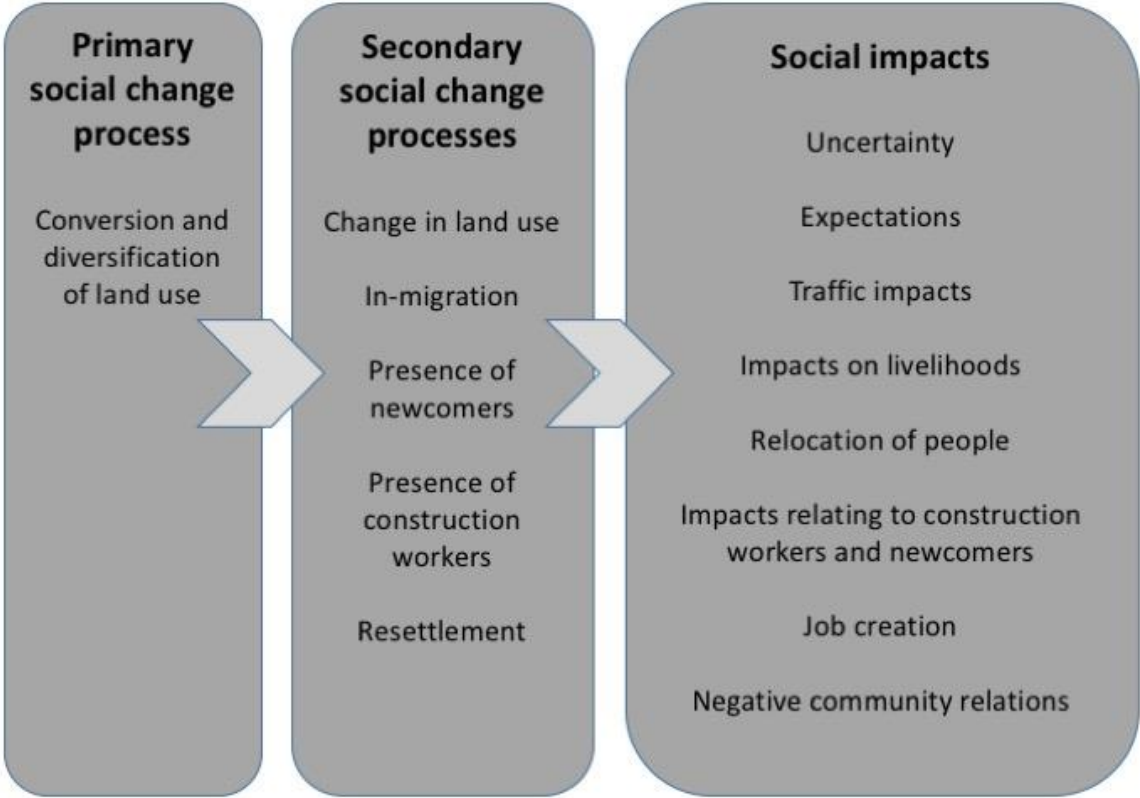 Primary
social change
process
Conversion and
diversification
of land use
Secondary
social change
processes
Change in land use
In-migration
Presence of
newcomers
Presence of
construction
workers
Resettlement
Social impacts
Uncertainty
Expectations
Traffic impacts
Impacts on livelihoods
Relocation of people
Impacts relating to construction
workers and newcomers
Job creation
Negative community relations